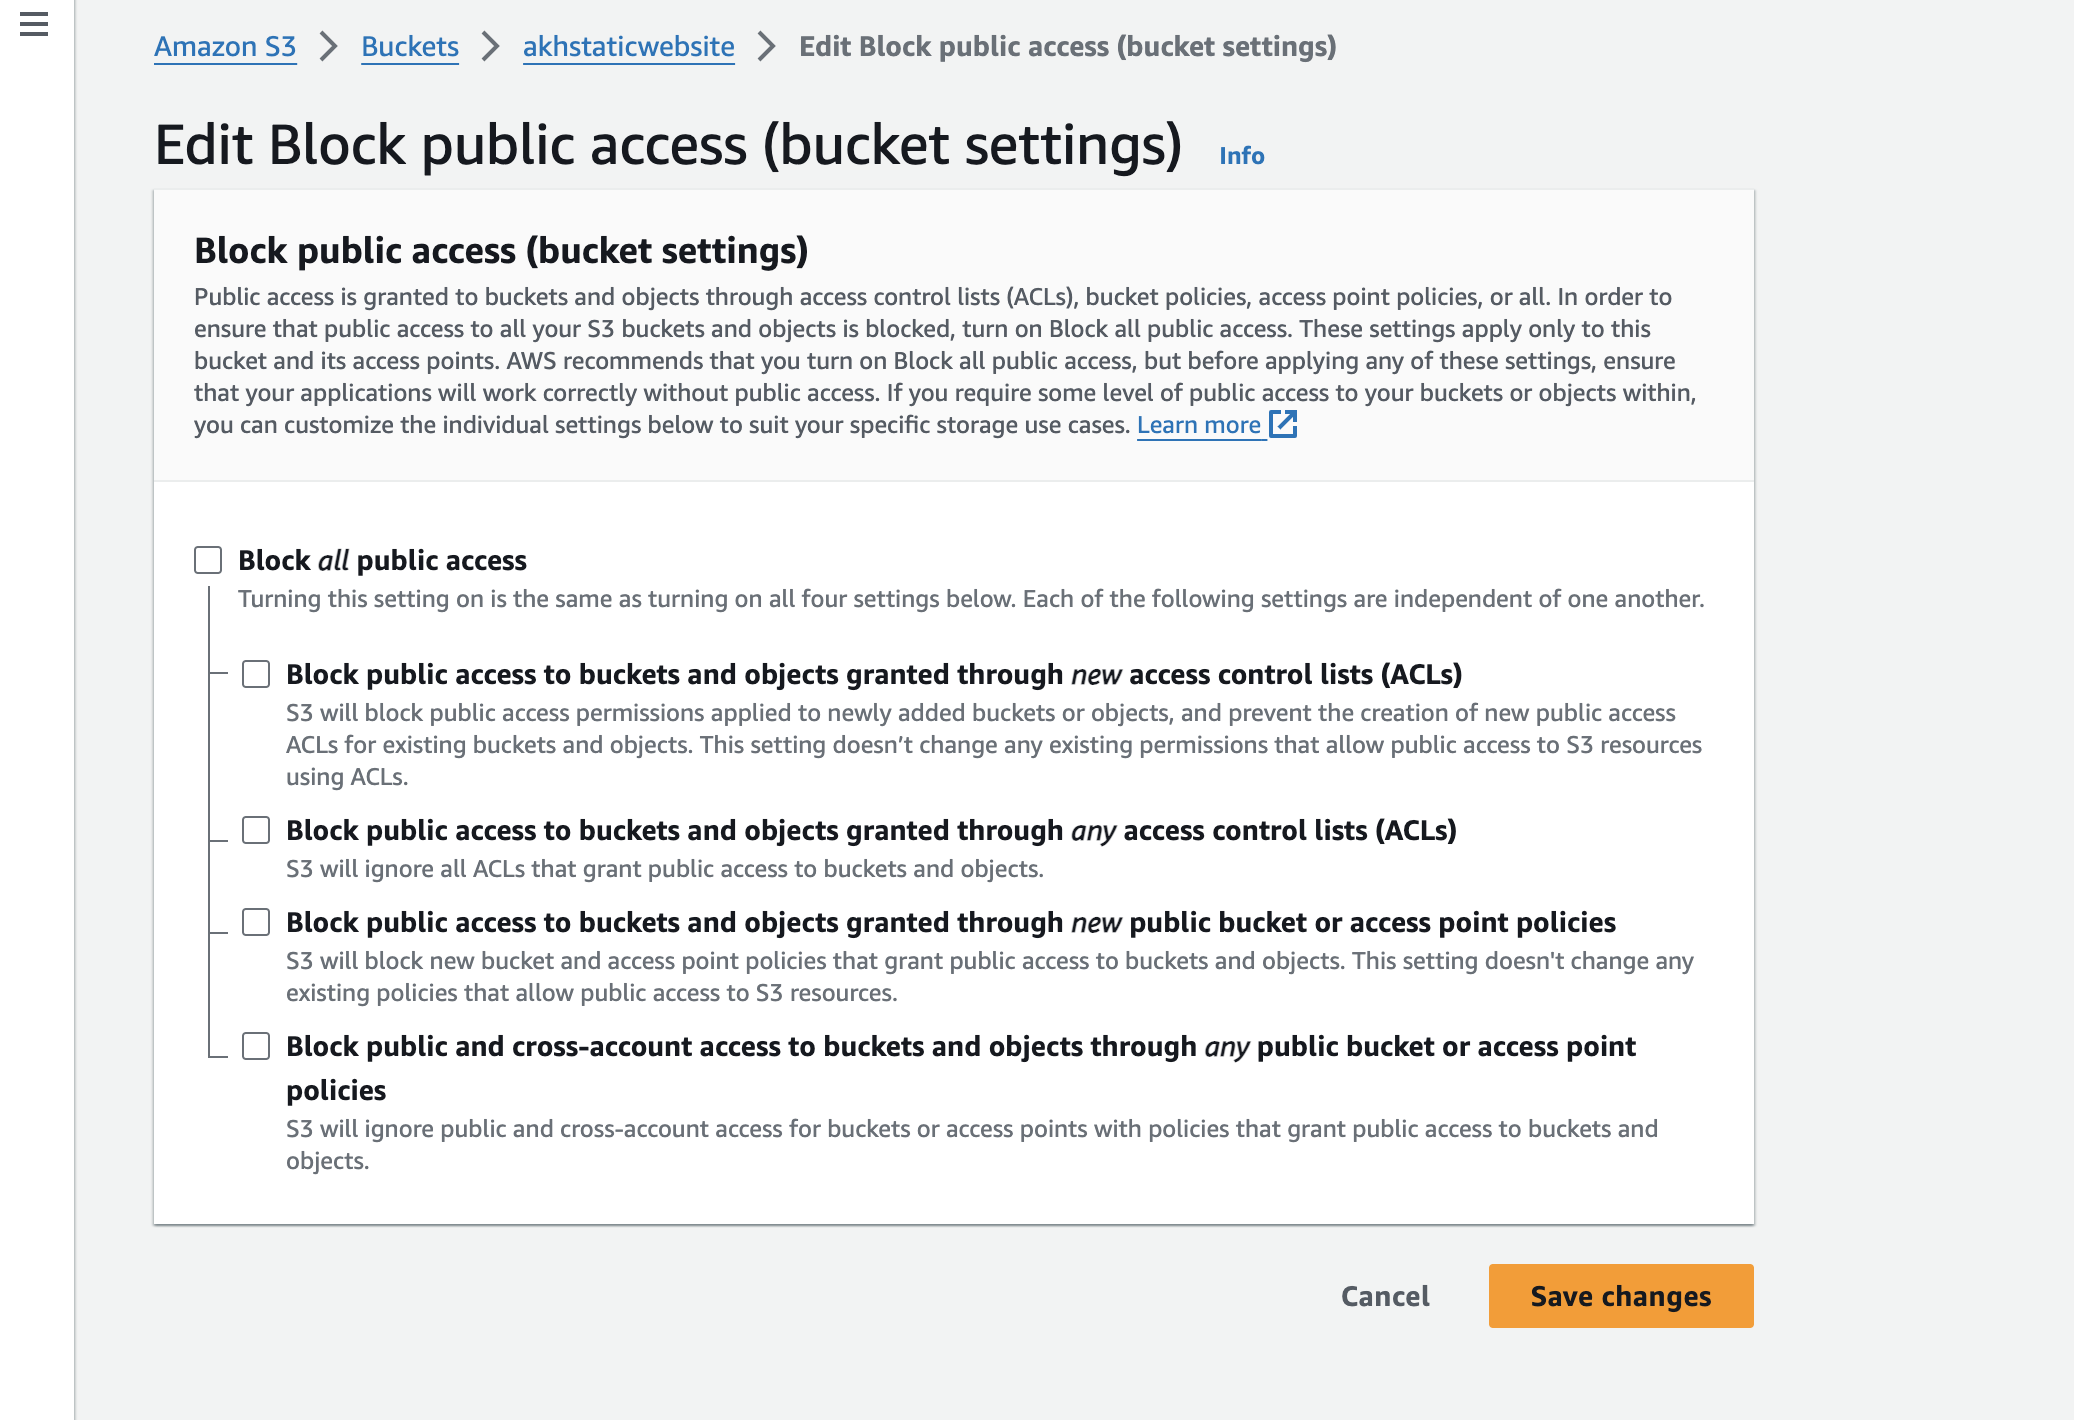 Amazon S3 > Buckets > akhstaticwebsite > Edit Block public access (bucket settings)
Edit Block public access (bucket settings) Info
Block public access (bucket settings)
Public access is granted to buckets and objects through access control lists (ACLs), bucket policies, access point policies, or all. In order to
ensure that public access to all your S3 buckets and objects is blocked, turn on Block all public access. These settings apply only to this
bucket and its access points. AWS recommends that you turn on Block all public access, but before applying any of these settings, ensure
that your applications will work correctly without public access. If you require some level of public access to your buckets or objects within,
you can customize the individual settings below to suit your specific storage use cases. Learn more
Block all public access
Turning this setting on is the same as turning on all four settings below. Each of the following settings are independent of one another.
Block public access to buckets and objects granted through new access control lists (ACLs)
S3 will block public access permissions applied to newly added buckets or objects, and prevent the creation of new public access
ACLs for existing buckets and objects. This setting doesn’t change any existing permissions that allow public access to S3 resources
using ACLs.
Block public access to buckets and objects granted through any access control lists (ACLs)
S3 will ignore all ACLs that grant public access to buckets and objects.
Block public access to buckets and objects granted through new public bucket or access point policies
S3 will block new bucket and access point policies that grant public access to buckets and objects. This setting doesn't change any
existing policies that allow public access to S3 resources.
Block public and cross-account access to buckets and objects through any public bucket or access point
policies
S3 will ignore public and cross-account access for buckets or access points with policies that grant public access to buckets and
objects.
Cancel Save changes